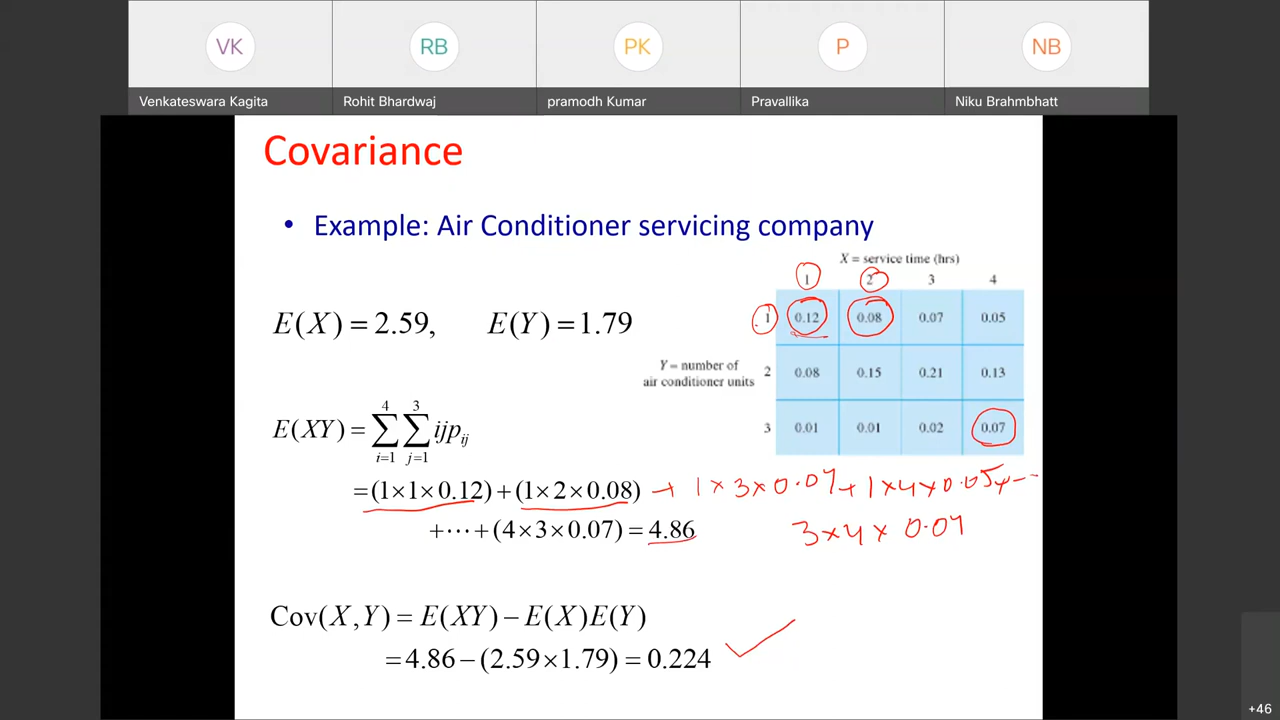 VK RB PK P NB
Venkateswara Kagita Rohit Bhardwaj pramodh Kumar Pravallika Niku Brahmbhatt
Covariance
• Example: Air Conditioner servicing company
X = service time (hrs)
1 2 3 4
E(X) = 2.59, E(Y) = 1.79
1 0.12 0.08 0.07 0.05
Y = number of
air conditioner units
2 0.08 0.15 0.21 0.13
3 0.01 0.01 0.02 0.07
E(XY) = ∑_{i=1}^{4} ∑_{j=1}^{3} ijp_{ij}
= (1×1×0.12) + (1×2×0.08) + 1×3×0.07 + 1×4×0.05 + --
+⋯+ (4×3×0.07) = 4.86
3×4×0.07
Cov(X,Y) = E(XY) − E(X)E(Y)
= 4.86 − (2.59×1.79) = 0.224
+46